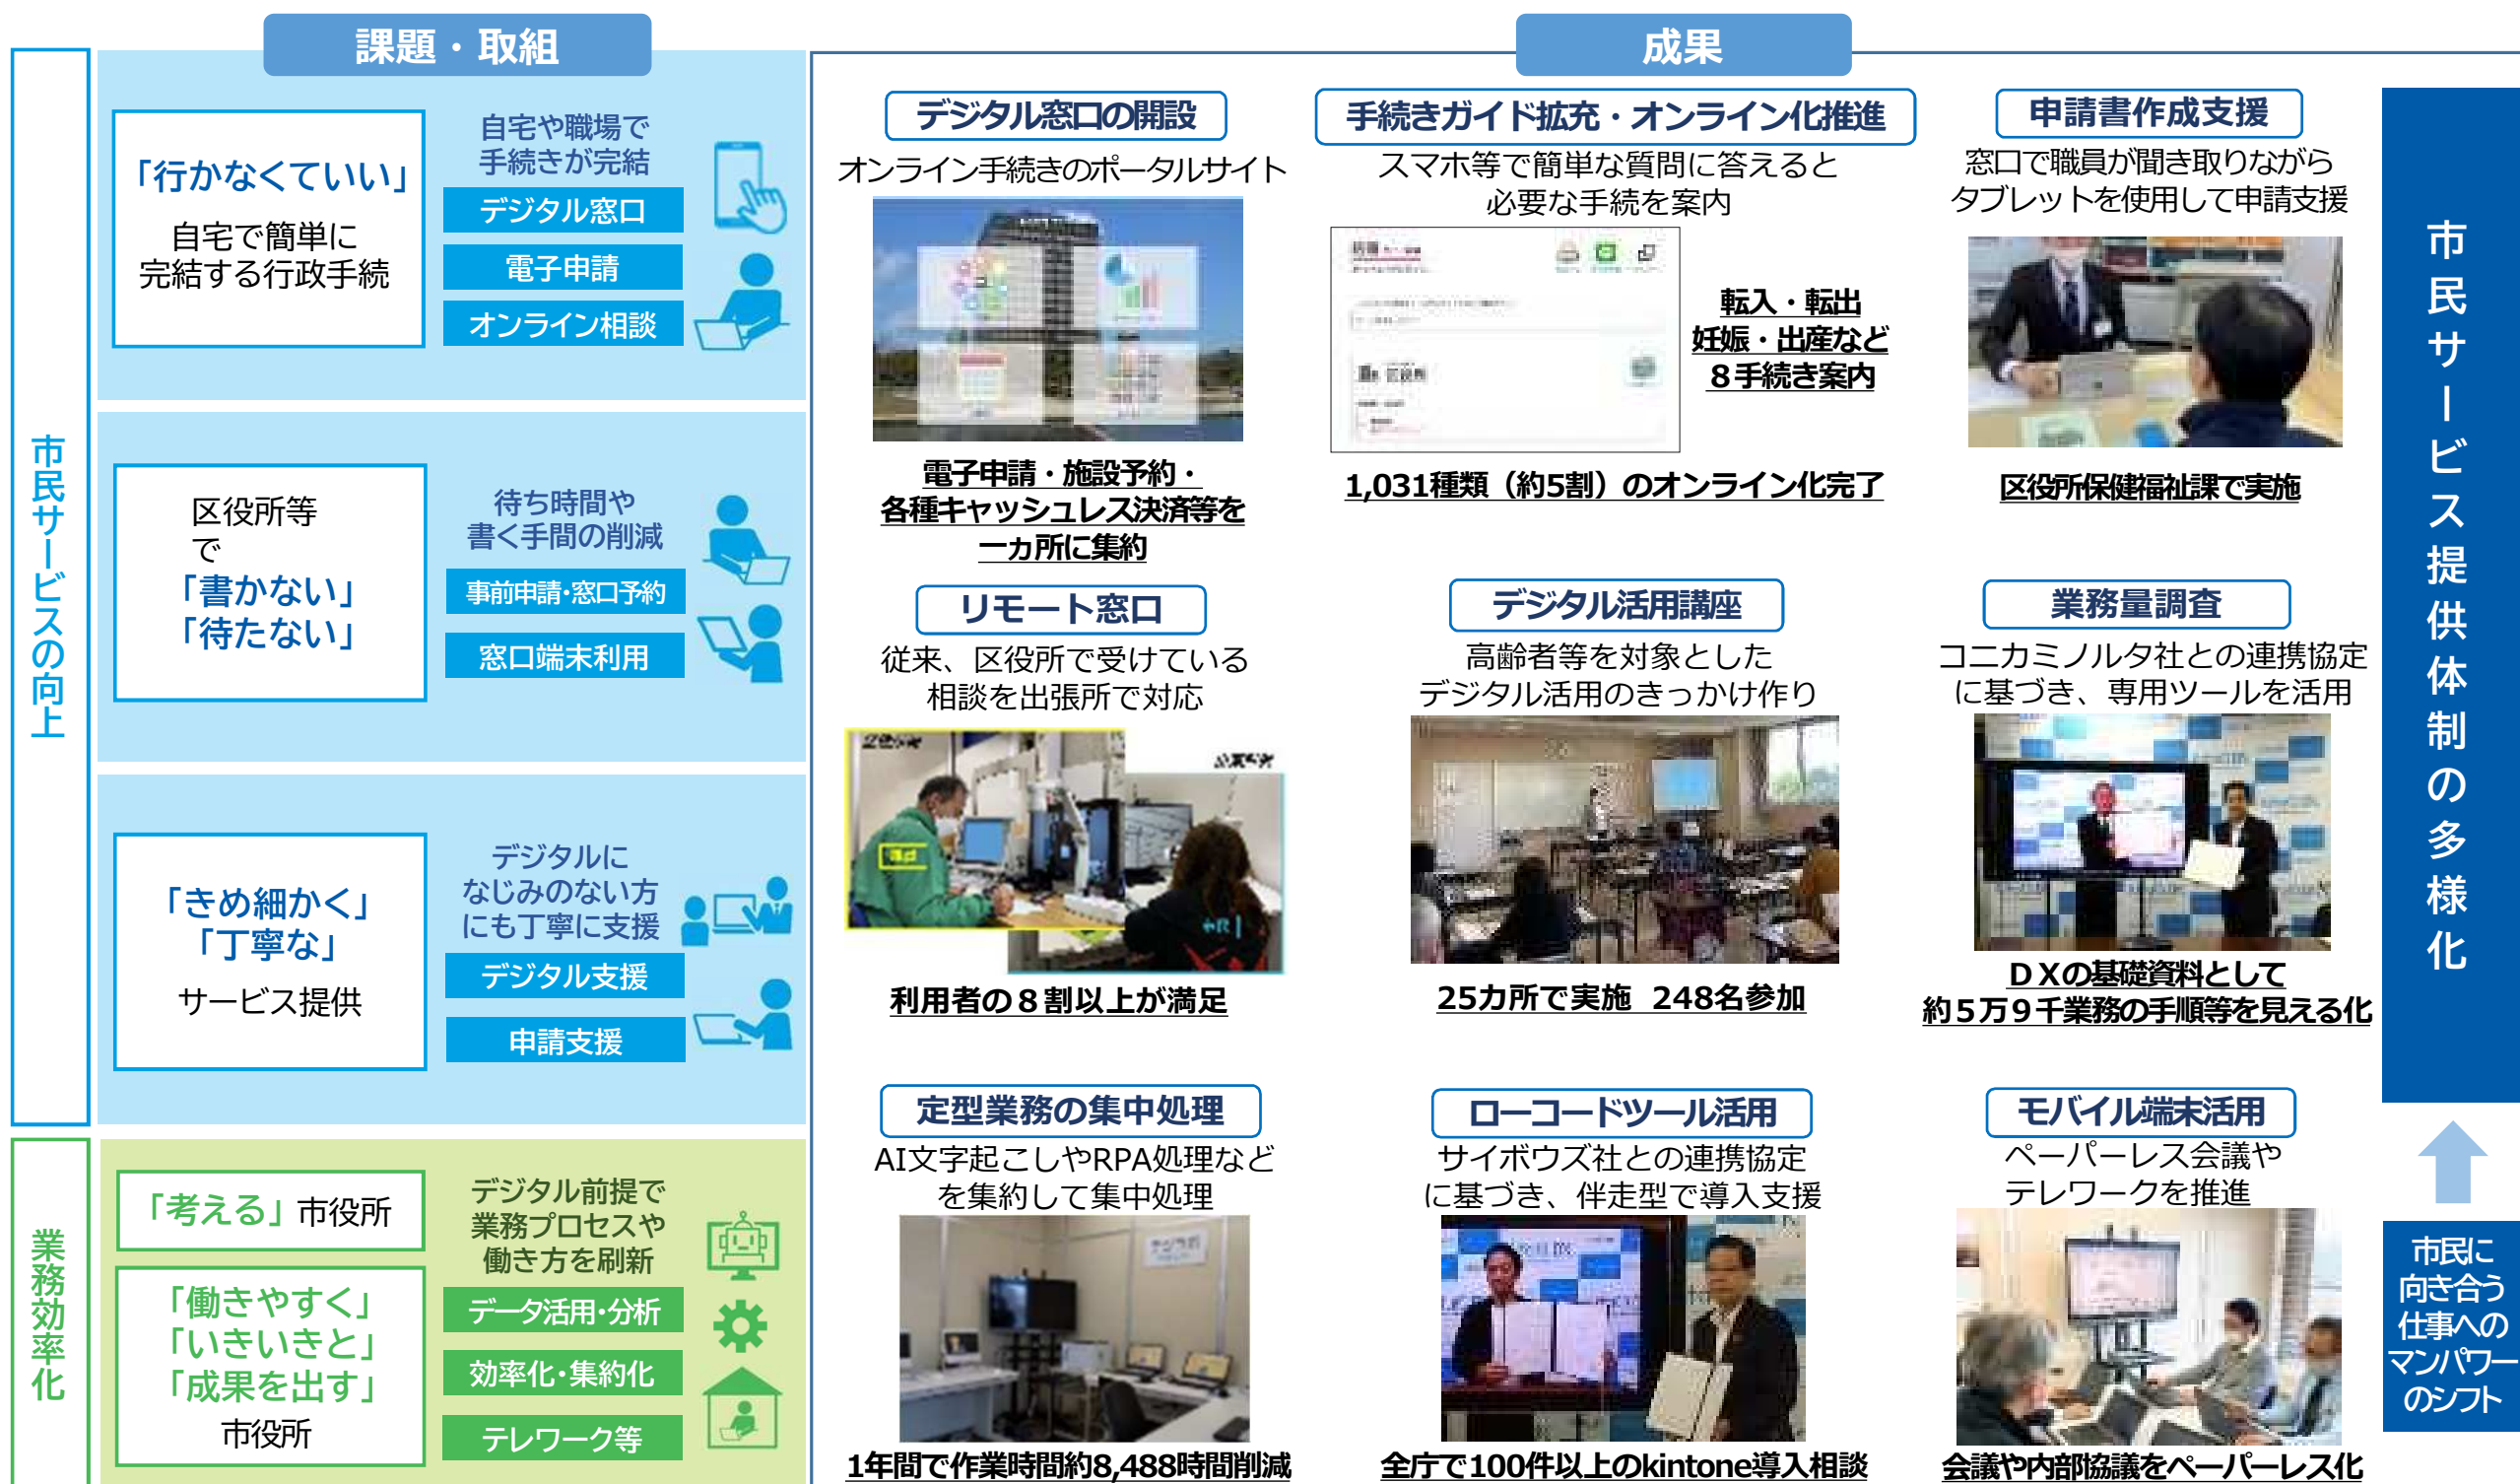 課題・取組
成果
市民サービスの向上
「行かなくていい」
自宅で簡単に
完結する行政手続
自宅や職場で
手続きが完結
デジタル窓口
電子申請
オンライン相談
区役所等
で
「書かない」
「待たない」
待ち時間や
書く手間の削減
事前申請・窓口予約
窓口端末利用
「きめ細かく」
「丁寧な」
サービス提供
デジタルに
なじみのない方
にも丁寧に支援
デジタル支援
申請支援
業務効率化
「考える」市役所
「働きやすく」
「いきいきと」
「成果を出す」
市役所
デジタル前提で
業務プロセスや
働き方を刷新
データ活用・分析
効率化・集約化
テレワーク等
デジタル窓口の開設
オンライン手続きのポータルサイト
電子申請・施設予約・
各種キャッシュレス決済等を
一カ所に集約
手続きガイド拡充・オンライン化推進
スマホ等で簡単な質問に答えると
必要な手続を案内
転入・転出
妊娠・出産など
８手続き案内
1,031種類（約5割）のオンライン化完了
申請書作成支援
窓口で職員が聞き取りながら
タブレットを使用して申請支援
区役所保健福祉課で実施
リモート窓口
従来、区役所で受けている
相談を出張所で対応
利用者の８割以上が満足
デジタル活用講座
高齢者等を対象とした
デジタル活用のきっかけ作り
25カ所で実施 248名参加
業務量調査
コニカミノルタ社との連携協定
に基づき、専用ツールを活用
ＤＸの基礎資料として
約５万９千業務の手順等を見える化
定型業務の集中処理
AI文字起こしやRPA処理など
を集約して集中処理
1年間で作業時間約8,488時間削減
ローコードツール活用
サイボウズ社との連携協定
に基づき、伴走型で導入支援
全庁で100件以上のkintone導入相談
モバイル端末活用
ペーパーレス会議や
テレワークを推進
会議や内部協議をペーパーレス化
市民サービス提供体制の多様化
市民に
向き合う
仕事への
マンパワー
のシフト